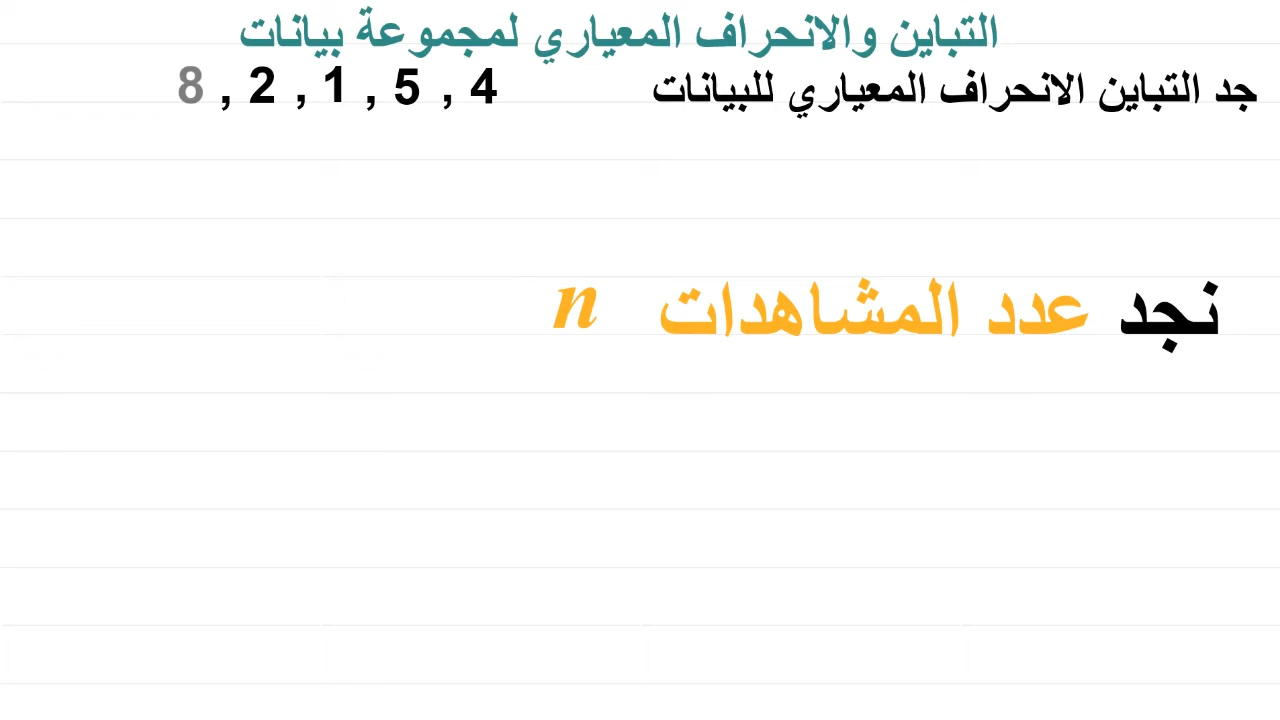 التباين والانحراف المعياري لمجموعة بيانات
جد التباين الانحراف المعياري للبيانات 8 , 2 , 1 , 5 , 4
نجد عدد المشاهدات n